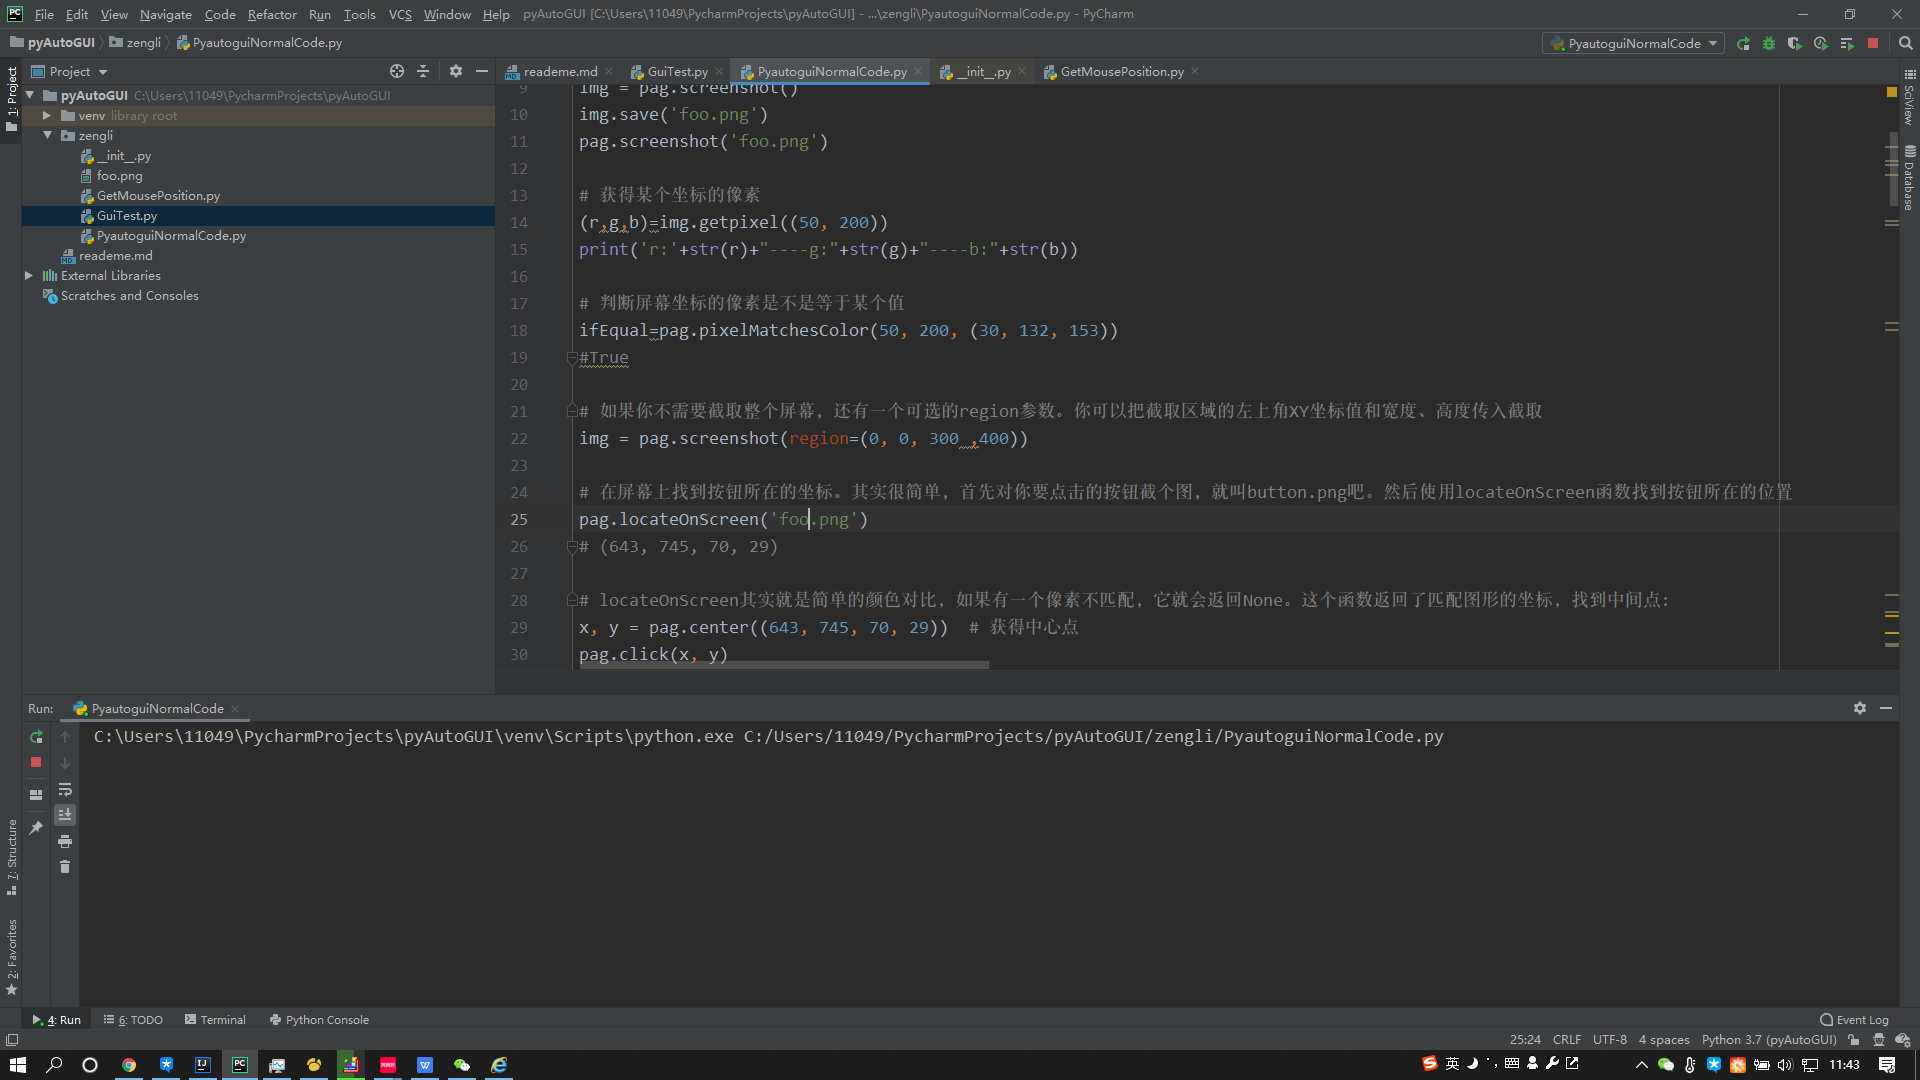 File Edit View Navigate Code Refactor Run Tools VCS Window Help pyAutoGUI [C:\Users\11049\PycharmProjects\pyAutoGUI] - ...\zengli\PyautoguiNormalCode.py - PyCharm
pyAutoGUI zengli PyautoguiNormalCode.py
PyautoguiNormalCode
Project
reademe.md
GuiTest.py
PyautoguiNormalCode.py
__init__.py
GetMousePosition.py
1: Project
pyAutoGUI C:\Users\11049\PycharmProjects\pyAutoGUI
venv library root
zengli
__init__.py
foo.png
GetMousePosition.py
GuiTest.py
PyautoguiNormalCode.py
reademe.md
External Libraries
Scratches and Consoles
9 img = pag.screenshot()
10 img.save('foo.png')
11 pag.screenshot('foo.png')
12
13 # 获得某个坐标的像素
14 (r,g,b)=img.getpixel((50, 200))
15 print('r:'+str(r)+"----g:"+str(g)+"----b:"+str(b))
16
17 # 判断屏幕坐标的像素是不是等于某个值
18 ifEqual=pag.pixelMatchesColor(50, 200, (30, 132, 153))
19 #True
20
21 # 如果你不需要截取整个屏幕，还有一个可选的region参数。你可以把截取区域的左上角XY坐标值和宽度、高度传入截取
22 img = pag.screenshot(region=(0, 0, 300 ,400))
23
24 # 在屏幕上找到按钮所在的坐标。其实很简单，首先对你要点击的按钮截个图，就叫button.png吧。然后使用locateOnScreen函数找到按钮所在的位置
25 pag.locateOnScreen('foo.png')
26 # (643, 745, 70, 29)
27
28 # locateOnScreen其实就是简单的颜色对比，如果有一个像素不匹配，它就会返回None。这个函数返回了匹配图形的坐标，找到中间点:
29 x, y = pag.center((643, 745, 70, 29))  # 获得中心点
30 pag.click(x, y)
SciView
Database
Run: PyautoguiNormalCode
C:\Users\11049\PycharmProjects\pyAutoGUI\venv\Scripts\python.exe C:/Users/11049/PycharmProjects/pyAutoGUI/zengli/PyautoguiNormalCode.py
7: Structure
2: Favorites
4: Run 6: TODO Terminal Python Console
Event Log
25:24 CRLF UTF-8 4 spaces Python 3.7 (pyAutoGUI)
英
11:43